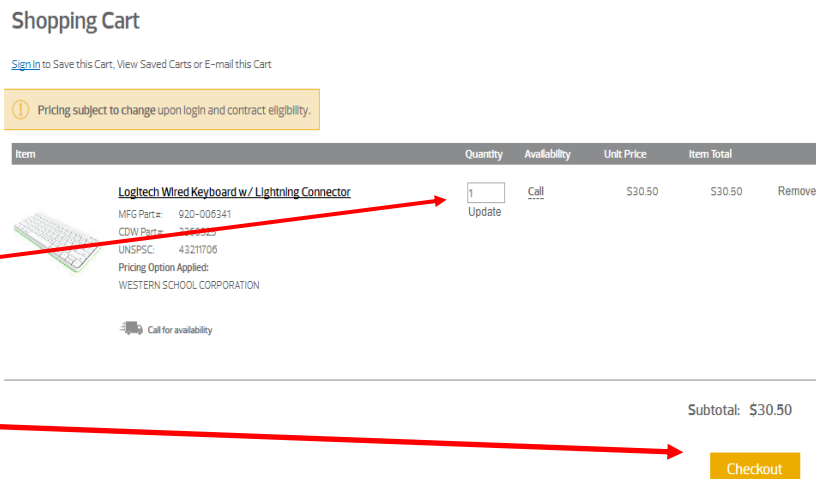 Shopping Cart
Sign In to Save this Cart, View Saved Carts or E-mail this Cart
Pricing subject to change upon login and contract eligibility.
Item Quantity Availability Unit Price Item Total
Logitech Wired Keyboard w/ Lightning Connector 1 Call $30.50 $30.50 Remove
MFG Part#: 920-006341 Update
CDW Part#:
UNSPSC: 43211706
Pricing Option Applied:
WESTERN SCHOOL CORPORATION
Call for availability
Subtotal: $30.50
Checkout